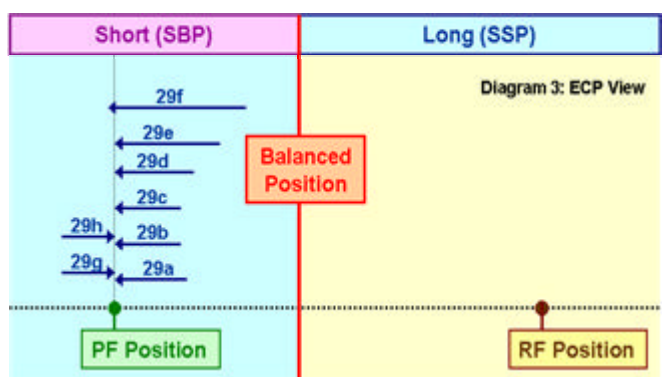 Short (SBP)
Long (SSP)
Diagram 3: ECP View
29f
29e
Balanced
Position
29d
29c
29h
29b
29g
29a
PF Position
RF Position